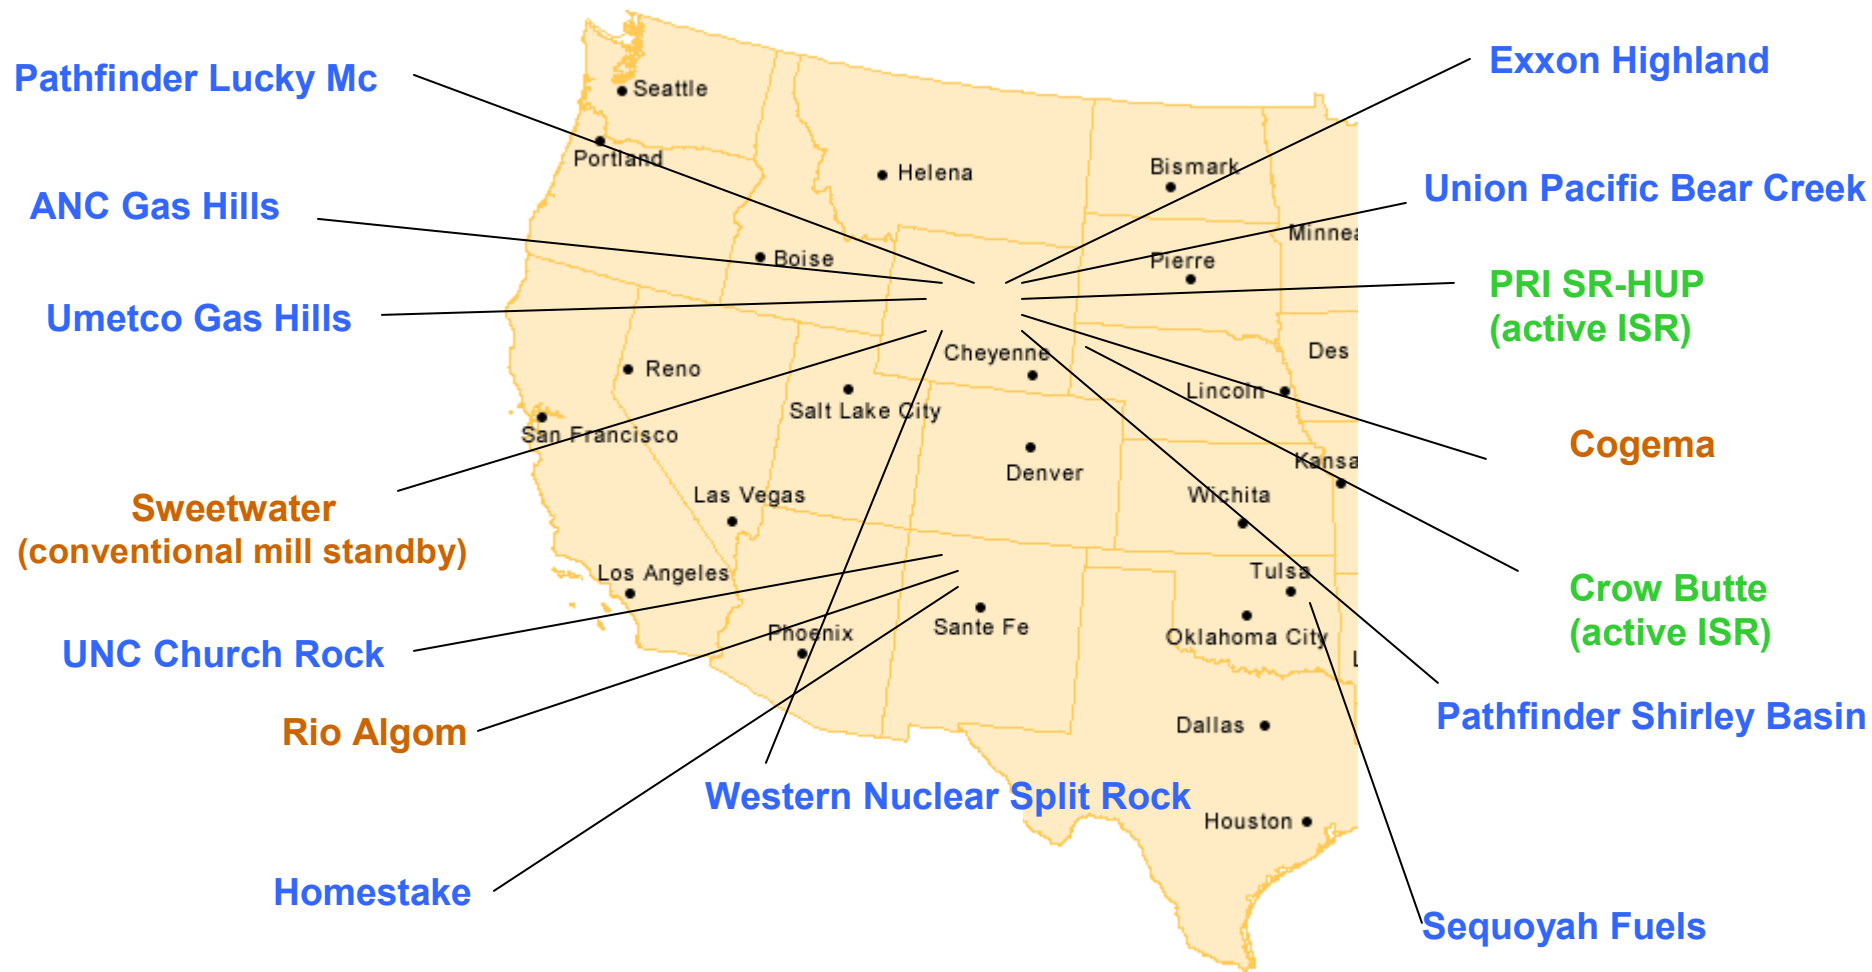 Pathfinder Lucky Mc
Exxon Highland
Seattle
Portland
Helena
Bismark
ANC Gas Hills
Union Pacific Bear Creek
Minnea
Boise
Pierre
Umetco Gas Hills
PRI SR-HUP
(active ISR)
Cheyenne
Des
Reno
Lincoln
Salt Lake City
San Francisco
Cogema
Kansa
Denver
Las Vegas
Wichita
Sweetwater
(conventional mill standby)
Los Angeles
Tulsa
Crow Butte
(active ISR)
Sante Fe
Phoenix
Oklahoma City
UNC Church Rock
L
Rio Algom
Dallas
Pathfinder Shirley Basin
Western Nuclear Split Rock
Houston
Homestake
Sequoyah Fuels